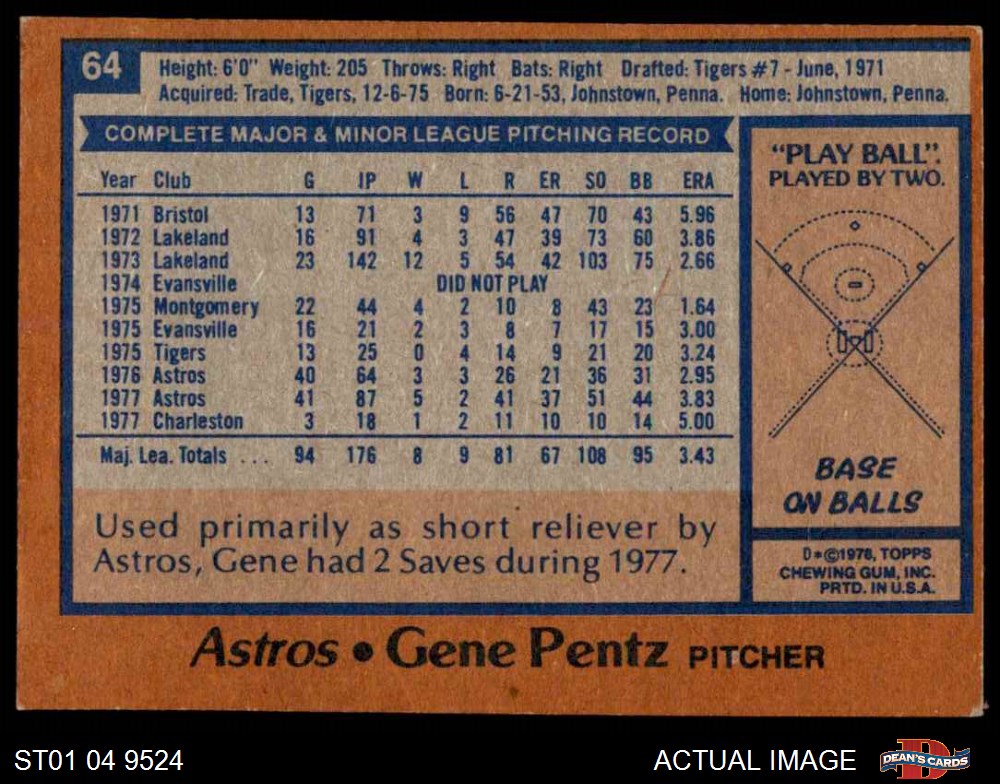 64
Height: 6'0" Weight: 205 Throws: Right Bats: Right Drafted: Tigers #7 - June, 1971
Acquired: Trade, Tigers, 12-6-75 Born: 6-21-53, Johnstown, Penna. Home: Johnstown, Penna.
COMPLETE MAJOR & MINOR LEAGUE PITCHING RECORD
Year Club G IP W L R ER SO BB ERA
1971 Bristol 13 71 3 9 56 47 70 43 5.96
1972 Lakeland 16 91 4 3 47 39 73 60 3.86
1973 Lakeland 23 142 12 5 54 42 103 75 2.66
1974 Evansville DID NOT PLAY
1975 Montgomery 22 44 4 2 10 8 43 23 1.64
1975 Evansville 16 21 2 3 8 7 17 15 3.00
1975 Tigers 13 25 0 4 14 9 21 20 3.24
1976 Astros 40 64 3 3 26 21 36 31 2.95
1977 Astros 41 87 5 2 41 37 51 44 3.83
1977 Charleston 3 18 1 2 11 10 10 14 5.00
Maj. Lea. Totals ... 94 176 8 9 81 67 108 95 3.43
Used primarily as short reliever by
Astros, Gene had 2 Saves during 1977.
"PLAY BALL".
PLAYED BY TWO.
BASE
ON BALLS
D*©1978, TOPPS
CHEWING GUM, INC.
PRTD. IN U.S.A.
Astros • Gene Pentz PITCHER
ST01 04 9524
ACTUAL IMAGE
DEAN'S CARDS